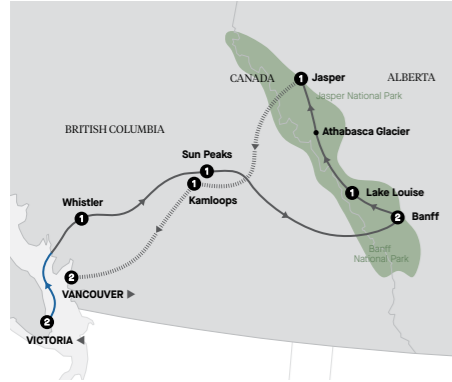 1 Jasper
CANADA
ALBERTA
Jasper National Park
Athabasca Glacier
BRITISH COLUMBIA
Sun Peaks
1
1
Kamloops
1 Lake Louise
Whistler
1
2 Banff
Banff
National Park
2
VANCOUVER
2
VICTORIA